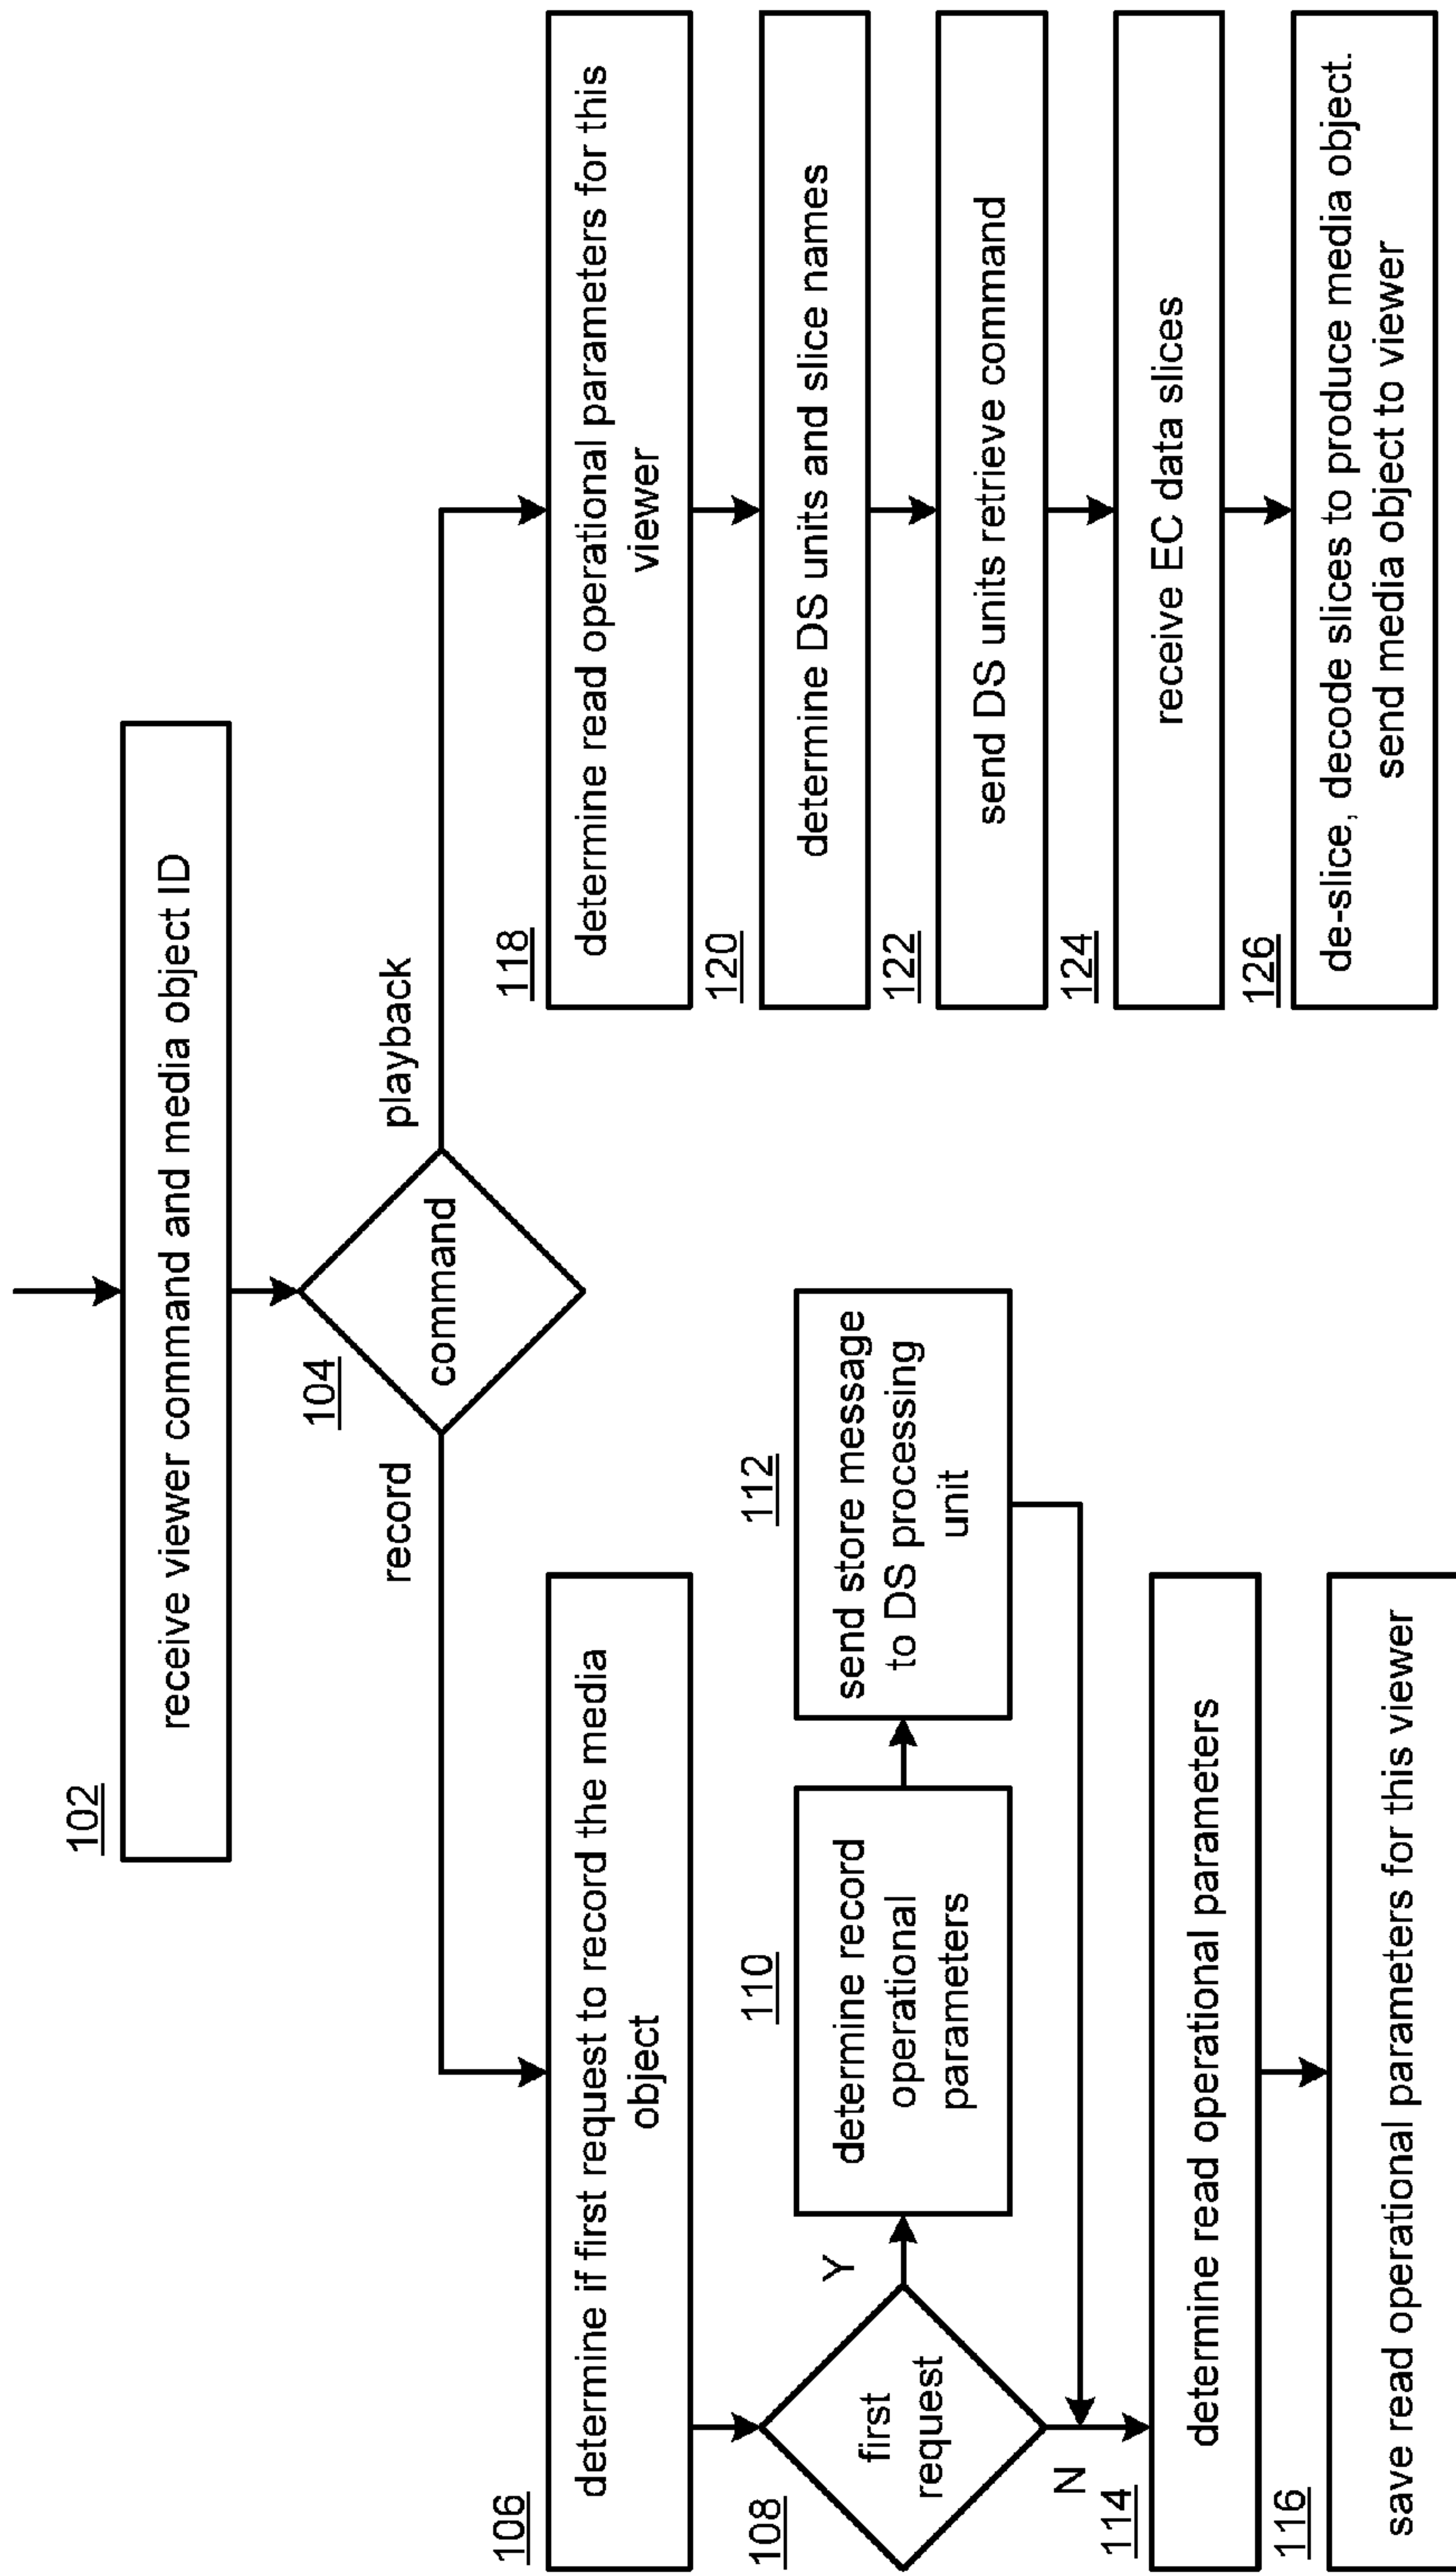 102
receive viewer command and media object ID
104
command
record
playback
106
determine if first request to record the media
object
108
first
request
Y
N
110
determine record
operational
parameters
112
send store message
to DS processing
unit
114
determine read operational parameters
116
save read operational parameters for this viewer
118
determine read operational parameters for this
viewer
120
determine DS units and slice names
122
send DS units retrieve command
124
receive EC data slices
126
de-slice, decode slices to produce media object.
send media object to viewer